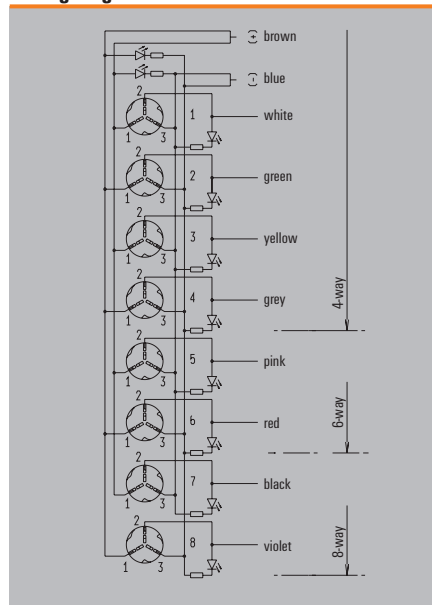 (+) brown
(-) blue
2
1 3
1 white
2
1 3
2 green
2
1 3
3 yellow
2
1 3
4 grey
4-way
2
1 3
5 pink
2
1 3
6 red
6-way
2
1 3
7 black
2
1 3
8 violet
8-way